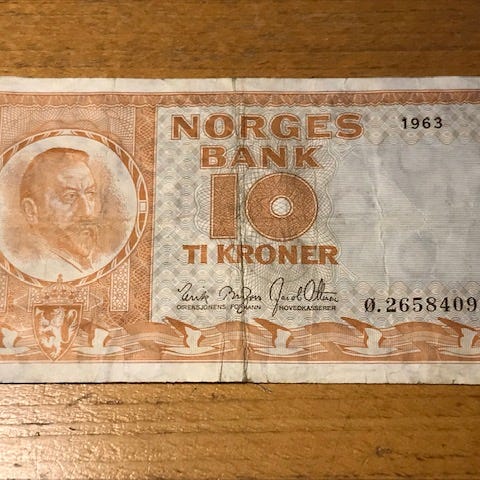 NORGES
1963
BANK
10
TI KRONER
DIREKSJONENS FORMANN HOVEDKASSERER
Ø.2658409